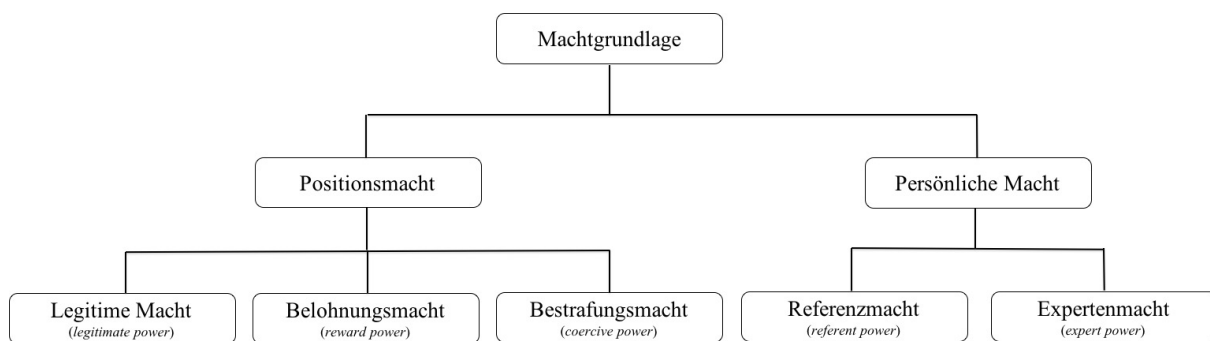 Machtgrundlage
Positionsmacht
Persönliche Macht
Legitime Macht
(legitimate power)
Belohnungsmacht
(reward power)
Bestrafungsmacht
(coercive power)
Referenzmacht
(referent power)
Expertenmacht
(expert power)